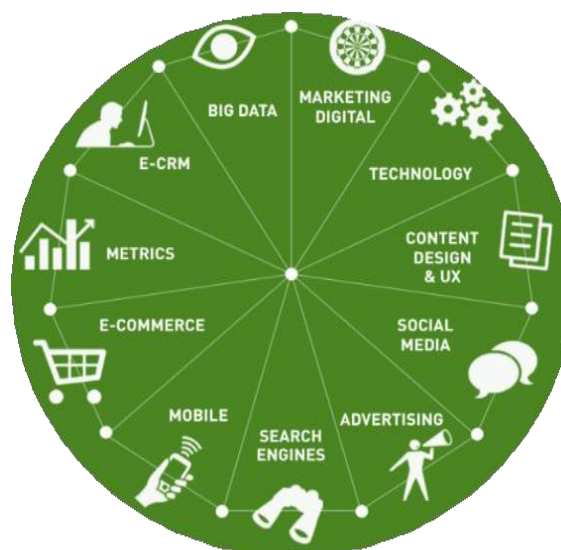 BIG DATA
MARKETING
DIGITAL
TECHNOLOGY
CONTENT
DESIGN
& UX
SOCIAL
MEDIA
ADVERTISING
SEARCH
ENGINES
MOBILE
E-COMMERCE
METRICS
E-CRM